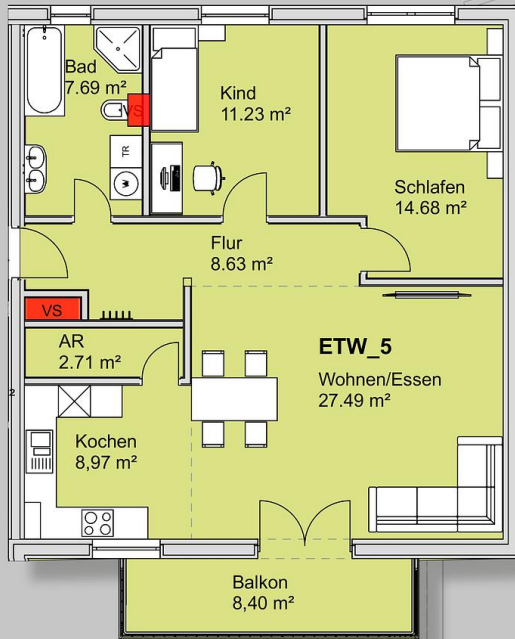 Bad
7.69 m²
VS
TR
W
Kind
11.23 m²
Schlafen
14.68 m²
Flur
8.63 m²
VS
AR
2.71 m²
ETW_5
Wohnen/Essen
27.49 m²
2
Kochen
8,97 m²
Balkon
8,40 m²